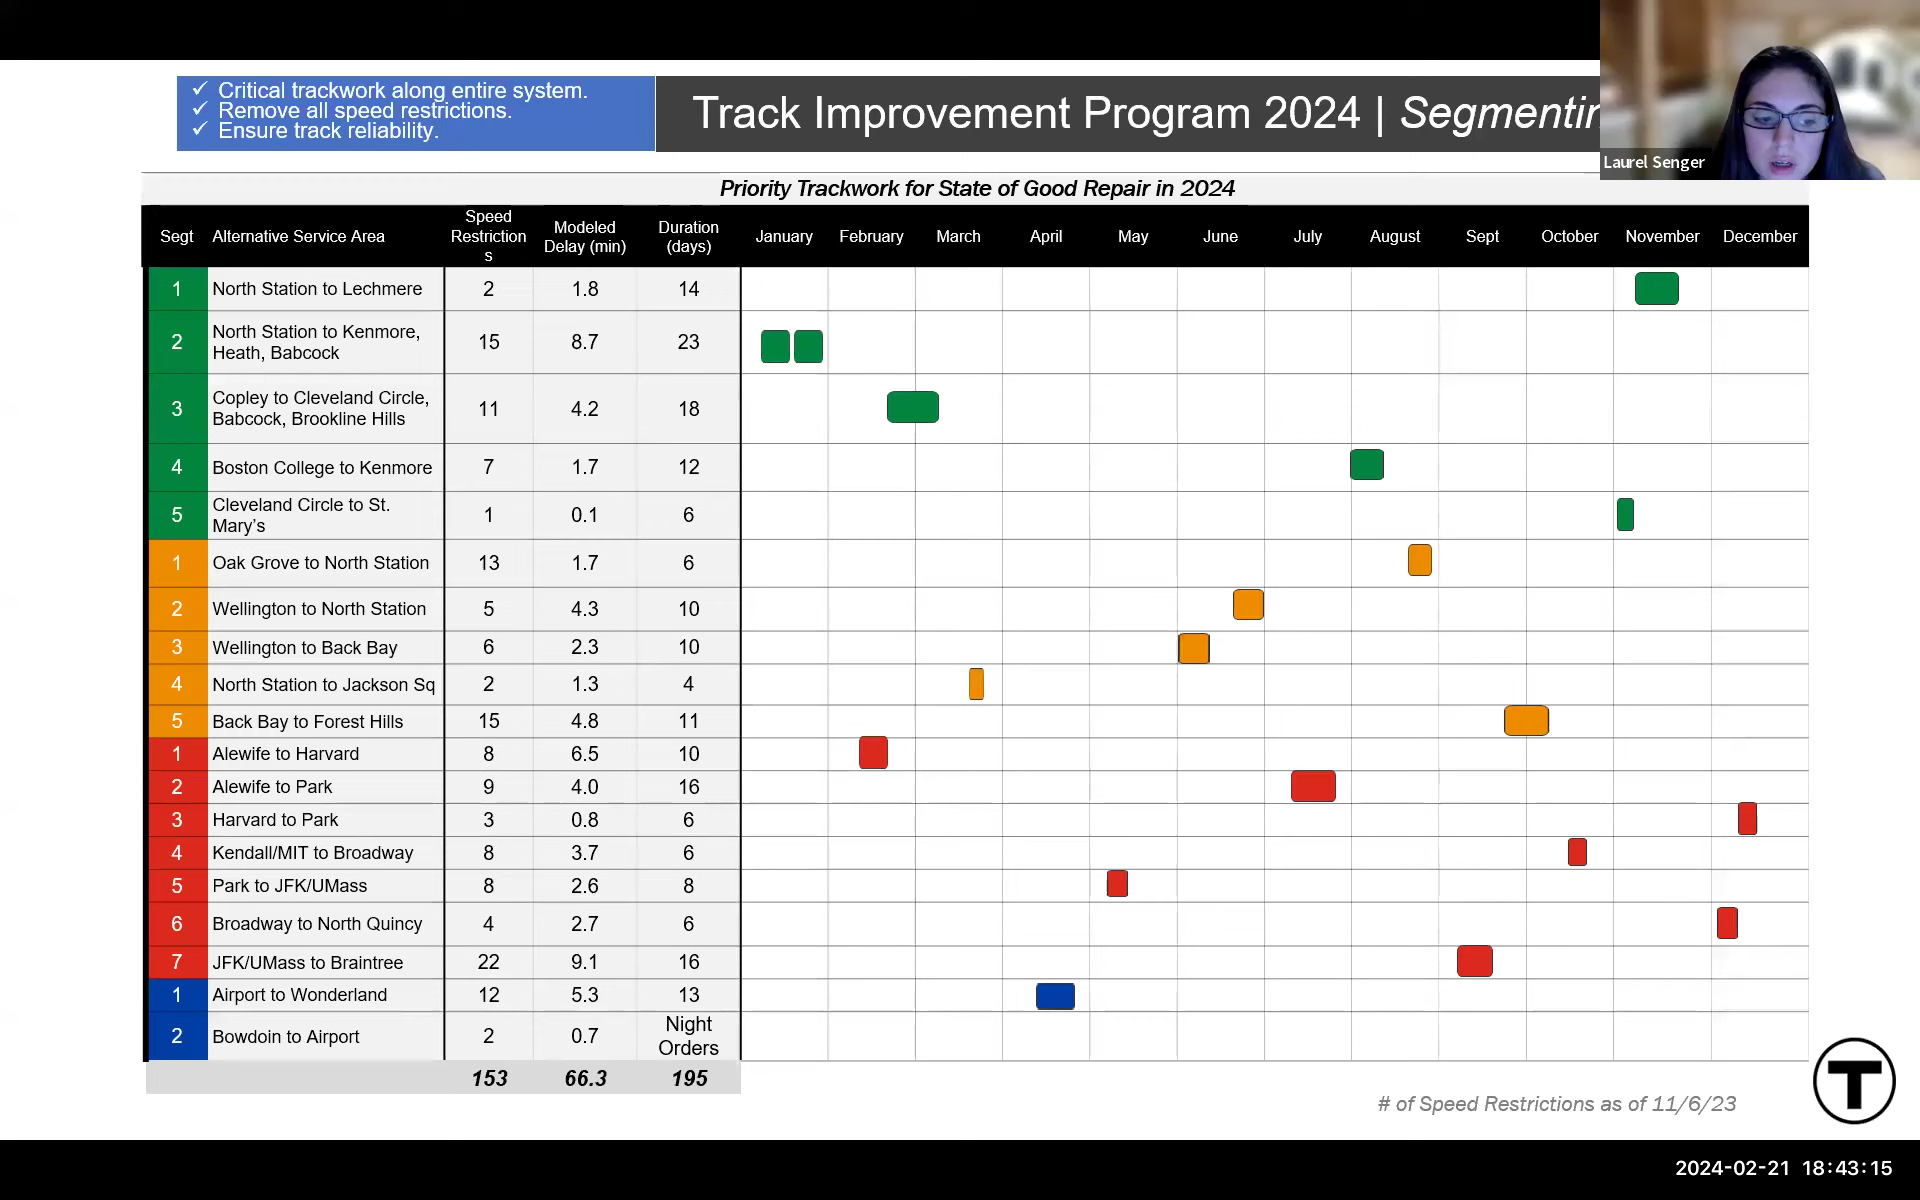 ✓ Critical trackwork along entire system.
✓ Remove all speed restrictions.
✓ Ensure track reliability.
Track Improvement Program 2024 |
Laurel Senger
Priority Trackwork for State of Good Repair in 2024
Segt Alternative Service Area Speed Restrictions Modeled Delay (min) Duration (days) January February March April May June July August Sept October November December
1 North Station to Lechmere 2 1.8 14
2 North Station to Kenmore, Heath, Babcock 15 8.7 23
3 Copley to Cleveland Circle, Babcock, Brookline Hills 11 4.2 18
4 Boston College to Kenmore 7 1.7 12
5 Cleveland Circle to St. Mary's 1 0.1 6
1 Oak Grove to North Station 13 1.7 6
2 Wellington to North Station 5 4.3 10
3 Wellington to Back Bay 6 2.3 10
4 North Station to Jackson Sq 2 1.3 4
5 Back Bay to Forest Hills 15 4.8 11
1 Alewife to Harvard 8 6.5 10
2 Alewife to Park 9 4.0 16
3 Harvard to Park 3 0.8 6
4 Kendall/MIT to Broadway 8 3.7 6
5 Park to JFK/UMass 8 2.6 8
6 Broadway to North Quincy 4 2.7 6
7 JFK/UMass to Braintree 22 9.1 16
1 Airport to Wonderland 12 5.3 13
2 Bowdoin to Airport 2 0.7 Night Orders
153 66.3 195
# of Speed Restrictions as of 11/6/23
T
2024-02-21 18:43:15